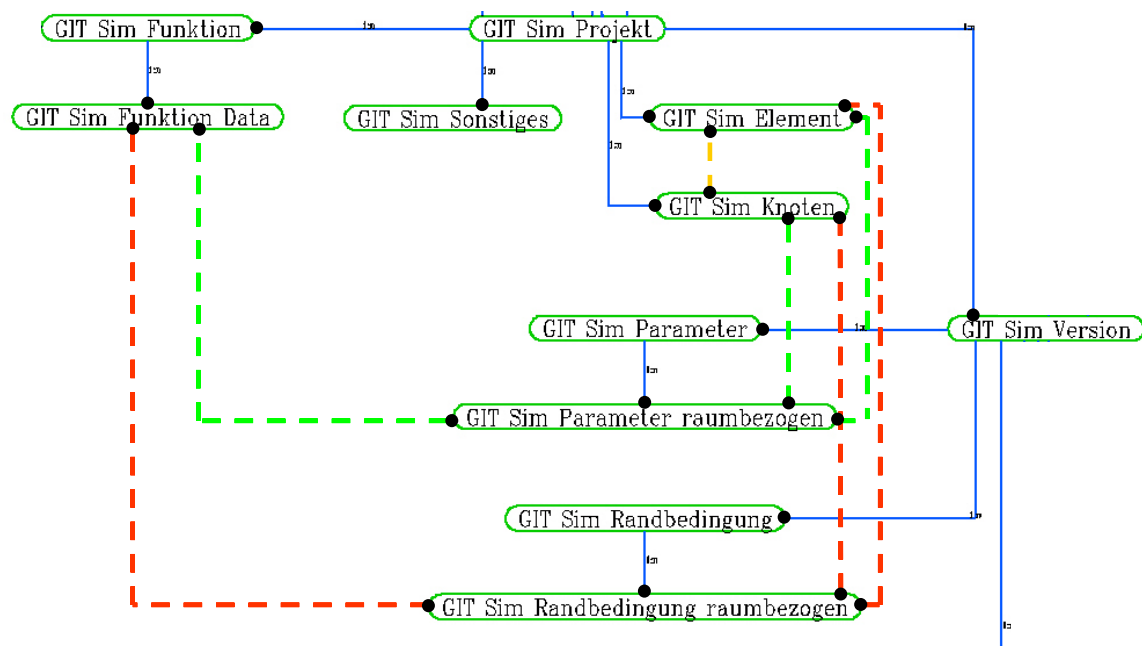 GIT Sim Funktion
GIT Sim Projekt
GIT Sim Funktion Data
GIT Sim Sonstiges
GIT Sim Element
GIT Sim Knoten
GIT Sim Parameter
GIT Sim Version
GIT Sim Parameter raumbezogen
GIT Sim Randbedingung
GIT Sim Randbedingung raumbezogen